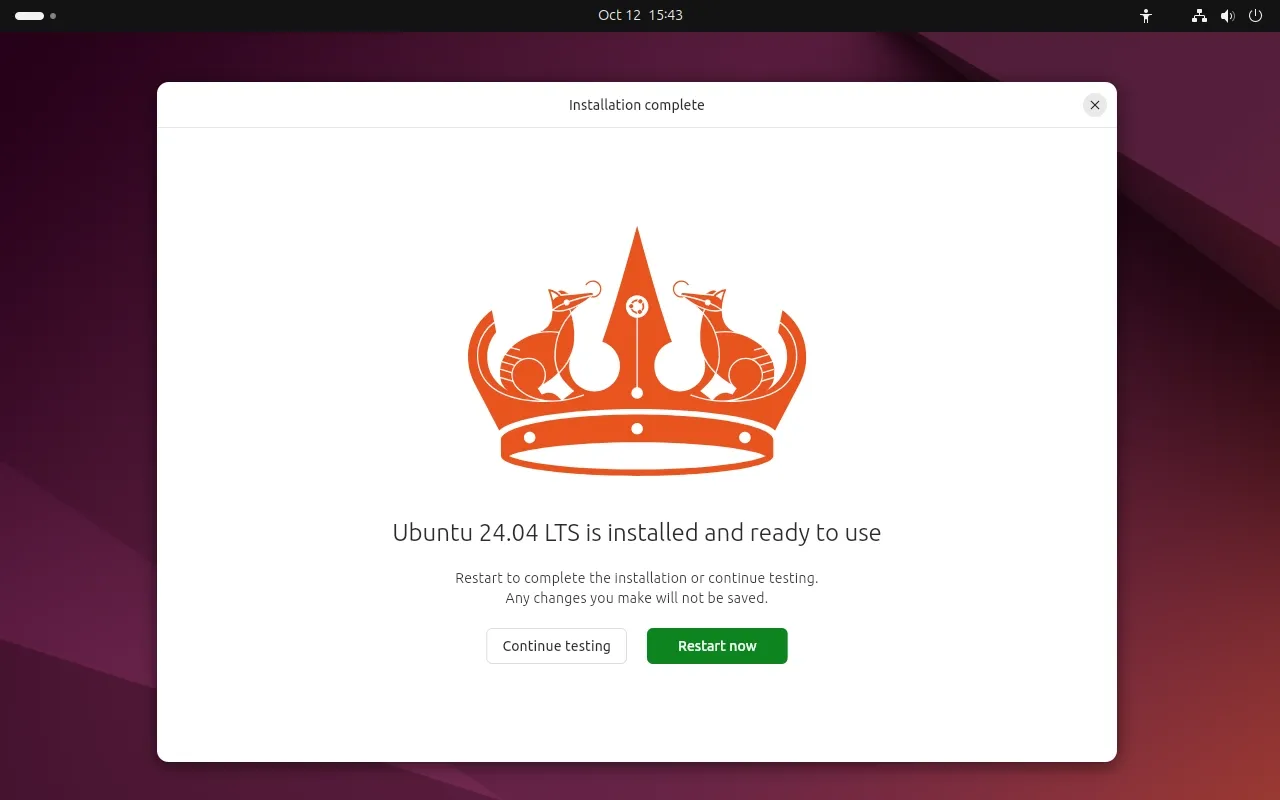 Oct 12 15:43
Installation complete
Ubuntu 24.04 LTS is installed and ready to use
Restart to complete the installation or continue testing.
Any changes you make will not be saved.
Continue testing
Restart now